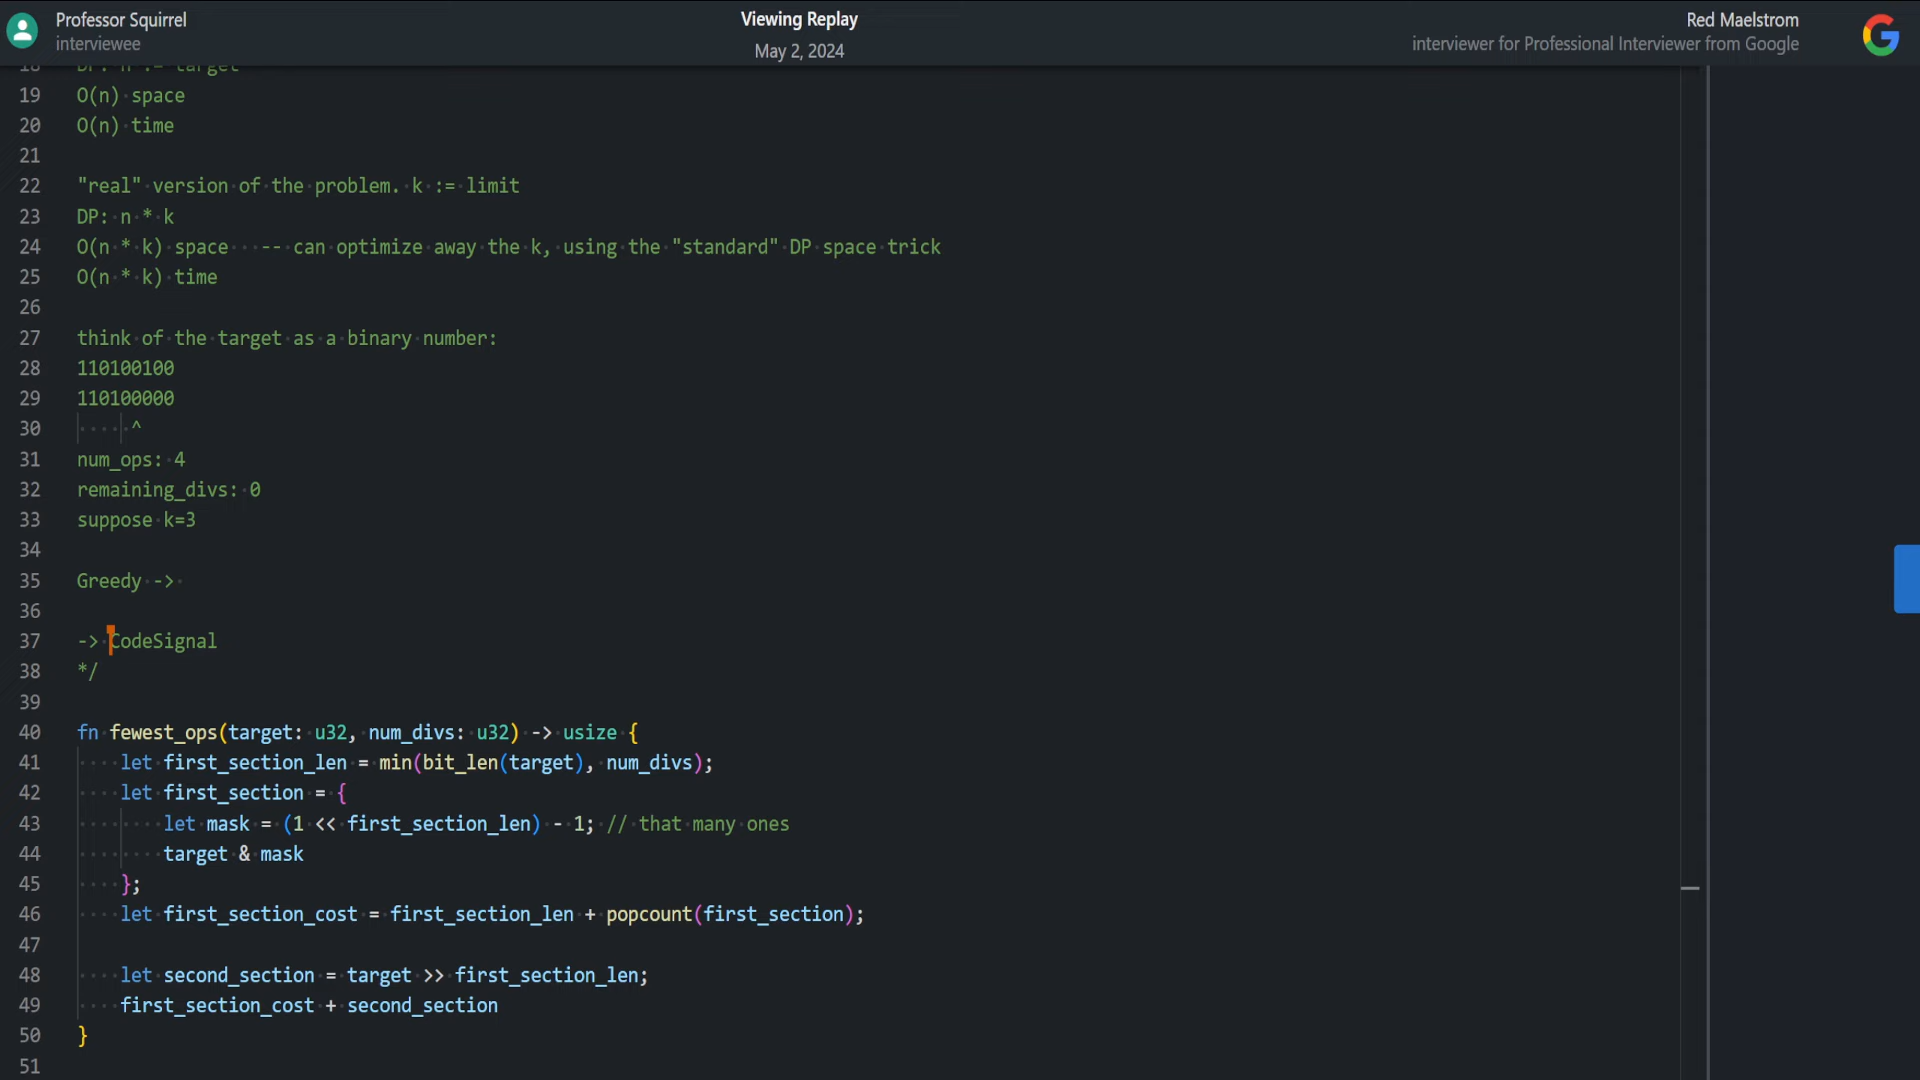 Professor Squirrel
interviewee
Viewing Replay
May 2, 2024
Red Maelstrom
interviewer for Professional Interviewer from Google
18 DP: n := target
19 O(n) space
20 O(n) time
21
22 "real" version of the problem. k := limit
23 DP: n * k
24 O(n * k) space   -- can optimize away the k, using the "standard" DP space trick
25 O(n * k) time
26
27 think of the target as a binary number:
28 110100100
29 110100000
30      ^
31 num_ops: 4
32 remaining_divs: 0
33 suppose k=3
34
35 Greedy ->
36
37 -> CodeSignal
38 */
39
40 fn fewest_ops(target: u32, num_divs: u32) -> usize {
41     let first_section_len = min(bit_len(target), num_divs);
42     let first_section = {
43         let mask = (1 << first_section_len) - 1; // that many ones
44         target & mask
45     };
46     let first_section_cost = first_section_len + popcount(first_section);
47
48     let second_section = target >> first_section_len;
49     first_section_cost + second_section
50 }
51